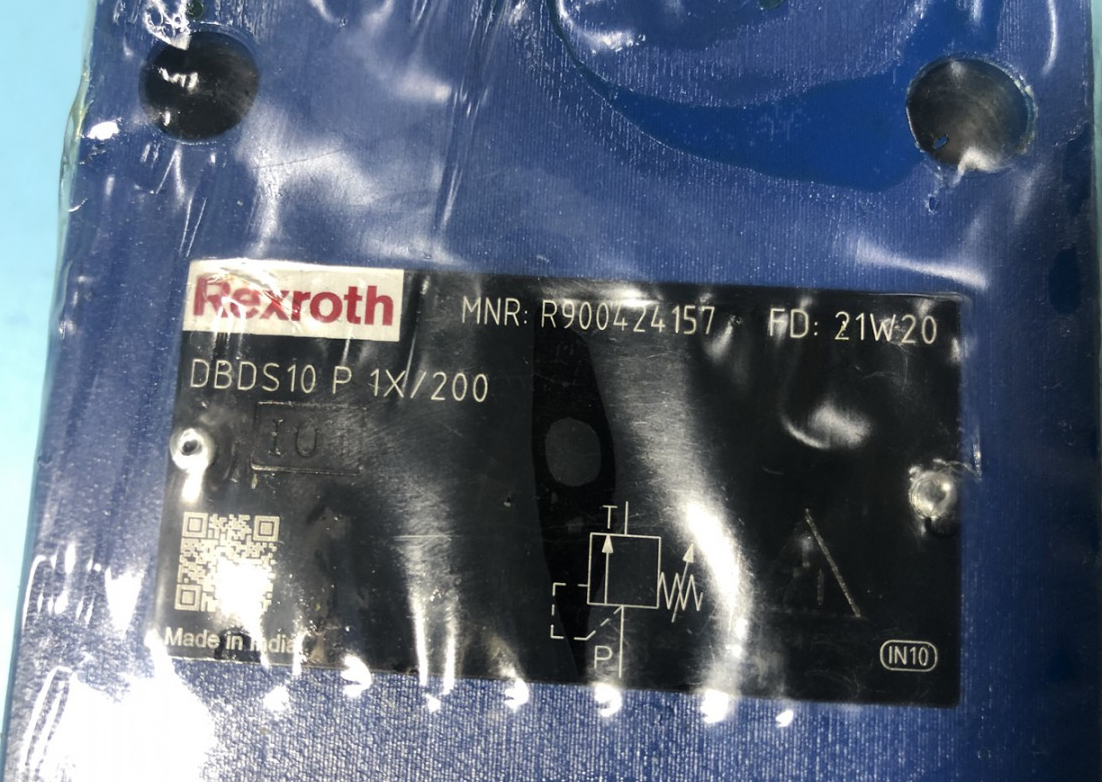 Rexroth
MNR: R900424157 FD: 21W20
DBDS10 P 1X/200
T
P
Made in India
IN10